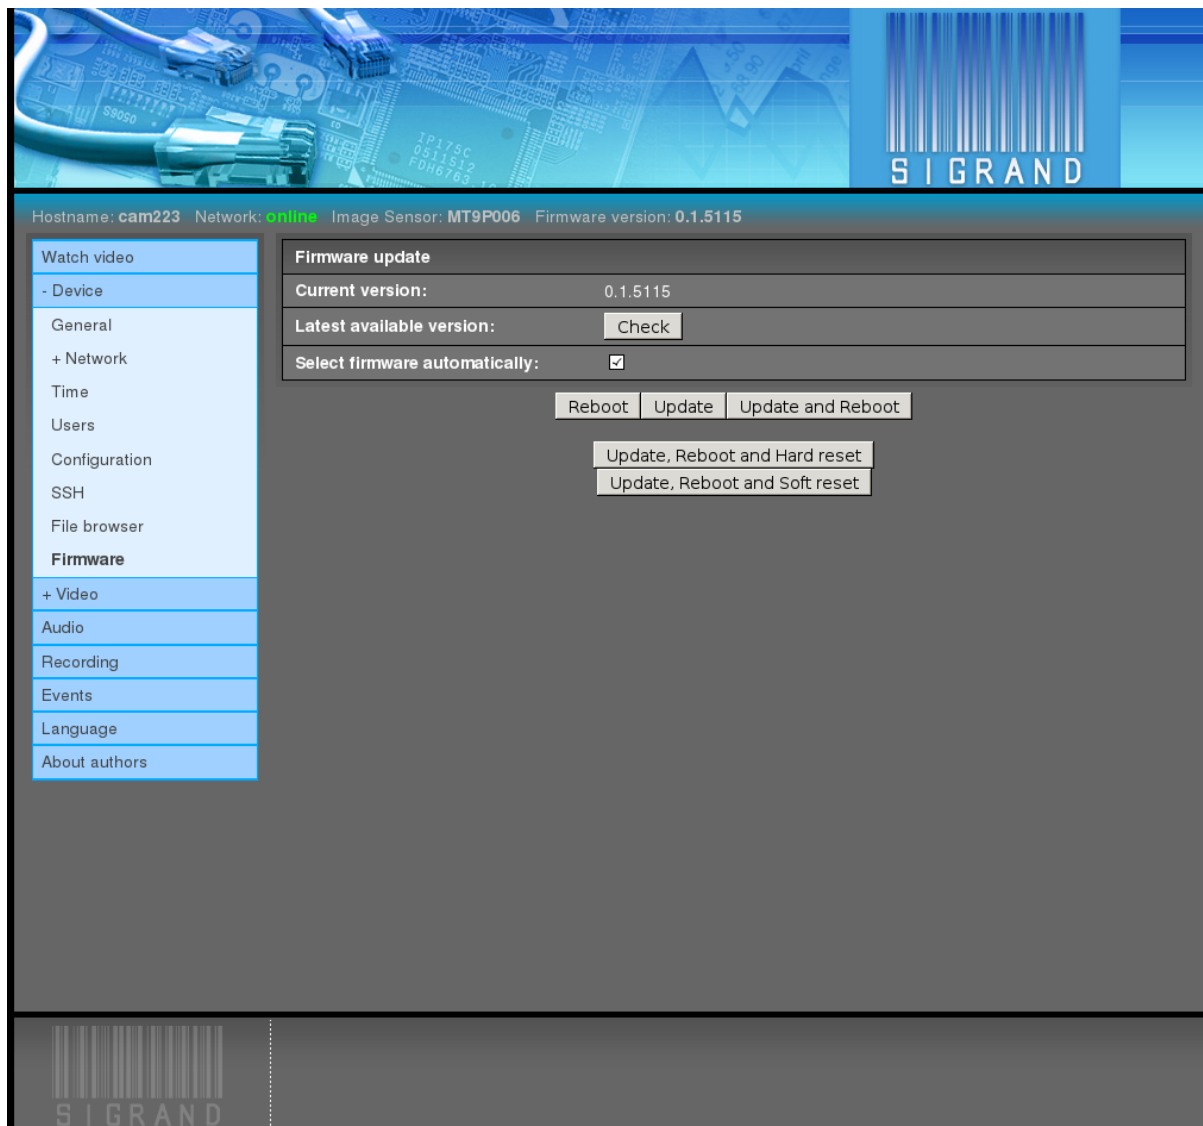 S9OSO
IP175C
0511S12
SIGRAND
Hostname: cam223 Network: online Image Sensor: MT9P006 Firmware version: 0.1.5115
Watch video
- Device
General
+ Network
Time
Users
Configuration
SSH
File browser
Firmware
+ Video
Audio
Recording
Events
Language
About authors
Firmware update
Current version: 0.1.5115
Latest available version: Check
Select firmware automatically:
Reboot Update Update and Reboot
Update, Reboot and Hard reset
Update, Reboot and Soft reset
SIGRAND